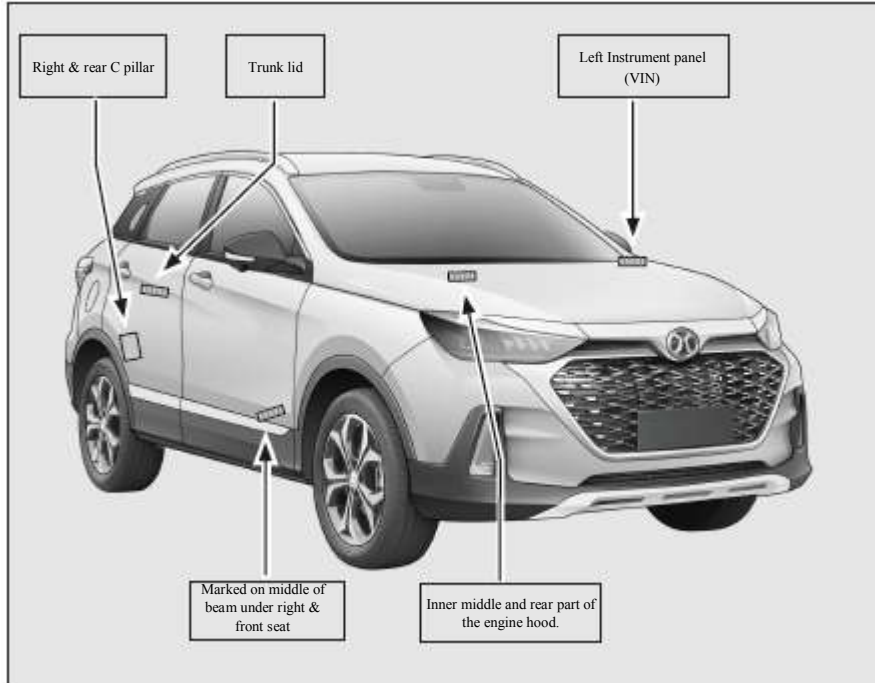 Right & rear C pillar
Trunk lid
Left Instrument panel
(VIN)
Marked on middle of
beam under right &
front seat
Inner middle and rear part of
the engine hood.